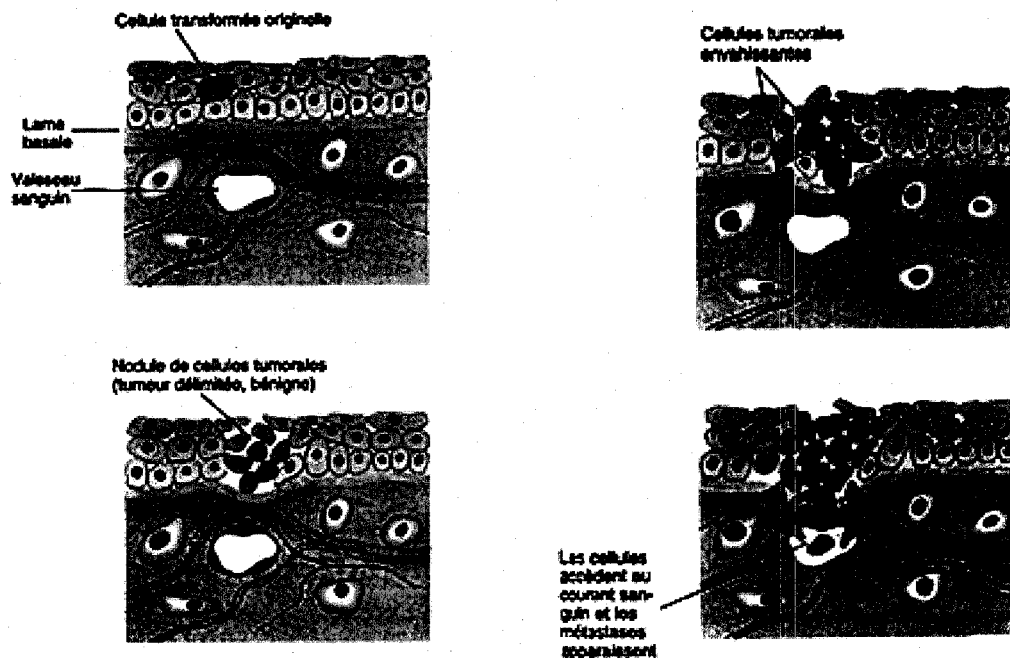 Cellule transformée originelle
Lame
basale
Vaisseau
sanguin
Nodule de cellules tumorales
(tumeur délimitée, bénigne)
Cellules tumorales
envahissantes
Les cellules
accèdent au
courant san-
guin et les
métastases
apparaissent